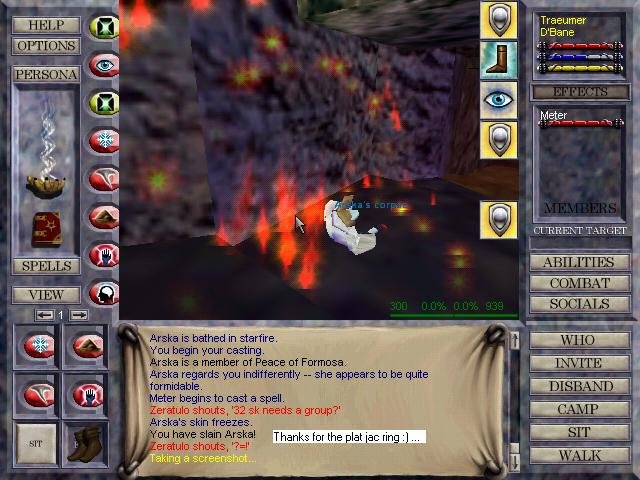 HELP
OPTIONS
PERSONA
SPELLS
VIEW
1
SIT
Arska's corpse
300 0.0% 0.0% 939
Arska is bathed in starfire.
You begin your casting.
Arska is a member of Peace of Formosa.
Arska regards you indifferently -- she appears to be quite
formidable.
Meter begins to cast a spell.
Zeratulo shouts, '32 sk needs a group?'
Arska's skin freezes.
You have slain Arska!
Thanks for the plat jac ring :) ...
Zeratulo shouts, '?=!'
Taking a screenshot...
Traeumer
D'Bane
EFFECTS
Meter
MEMBERS
CURRENT TARGET
ABILITIES
COMBAT
SOCIALS
WHO
INVITE
DISBAND
CAMP
SIT
WALK